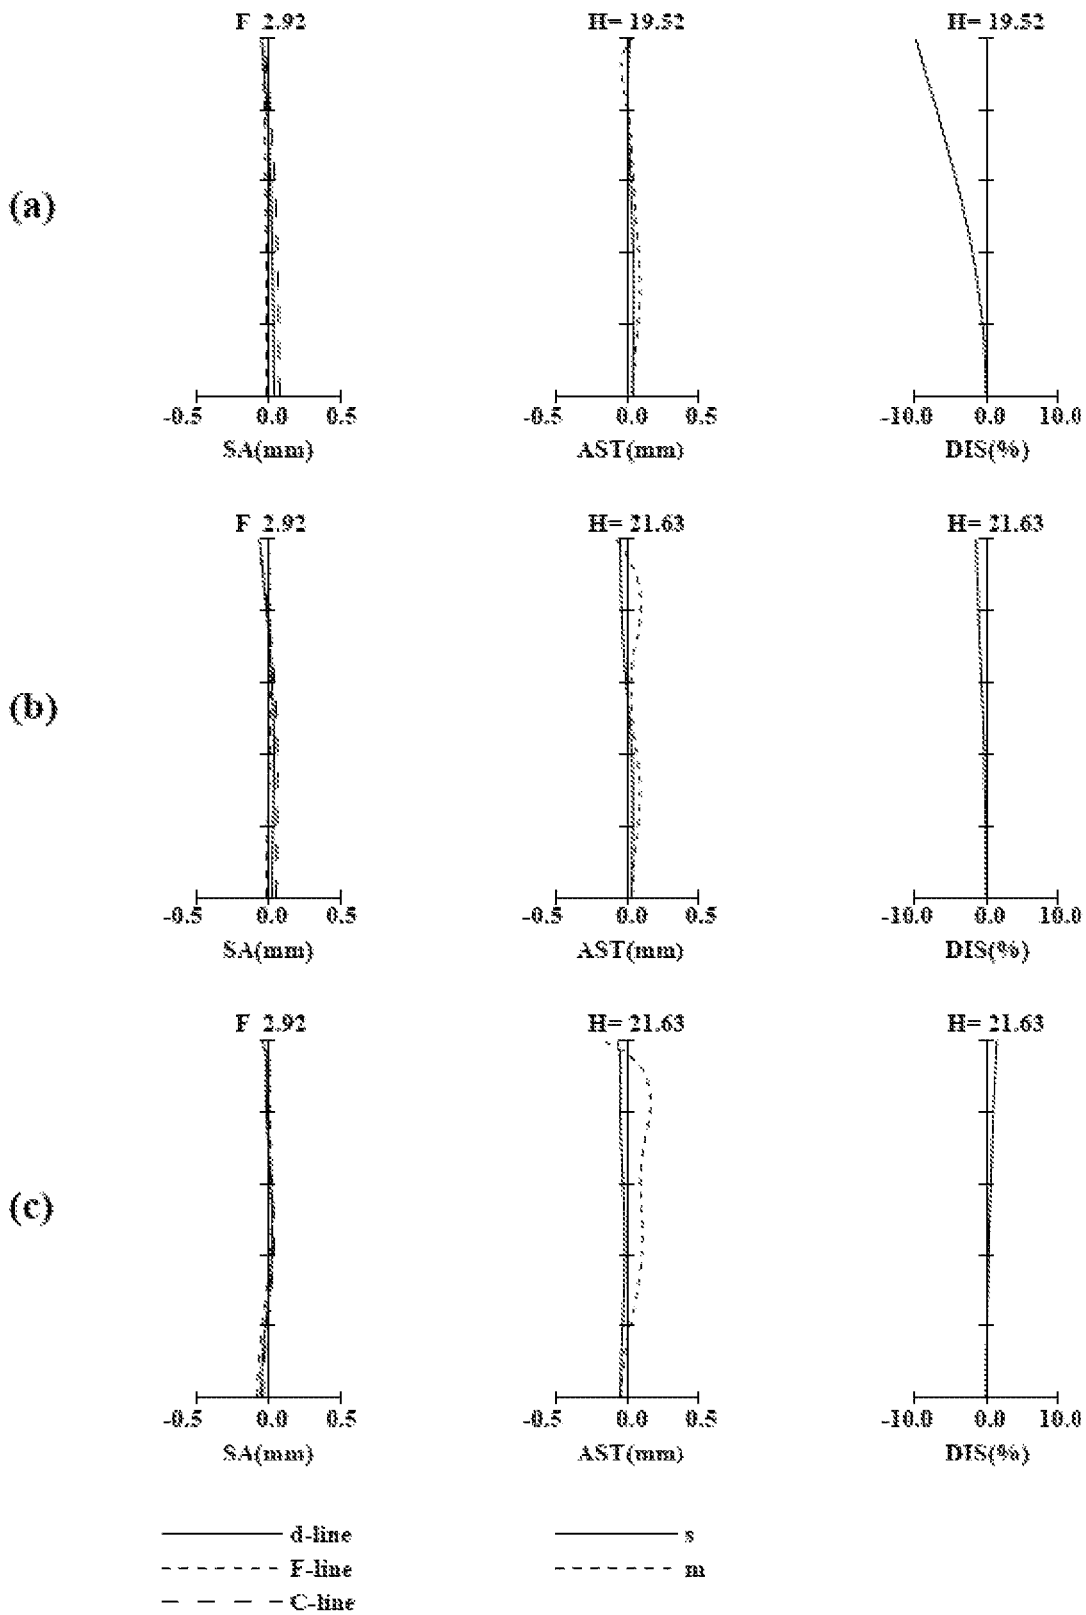 F 2.92 H= 19.52 H= 19.52
(a)
-0.5 0.0 0.5 -0.5 0.0 0.5 -10.0 0.0 10.0
SA(mm) AST(mm) DIS(%)
F 2.92 H= 21.63 H= 21.63
(b)
-0.5 0.0 0.5 -0.5 0.0 0.5 -10.0 0.0 10.0
SA(mm) AST(mm) DIS(%)
F 2.92 H= 21.63 H= 21.63
(c)
-0.5 0.0 0.5 -0.5 0.0 0.5 -10.0 0.0 10.0
SA(mm) AST(mm) DIS(%)
d-line s
F-line m
C-line